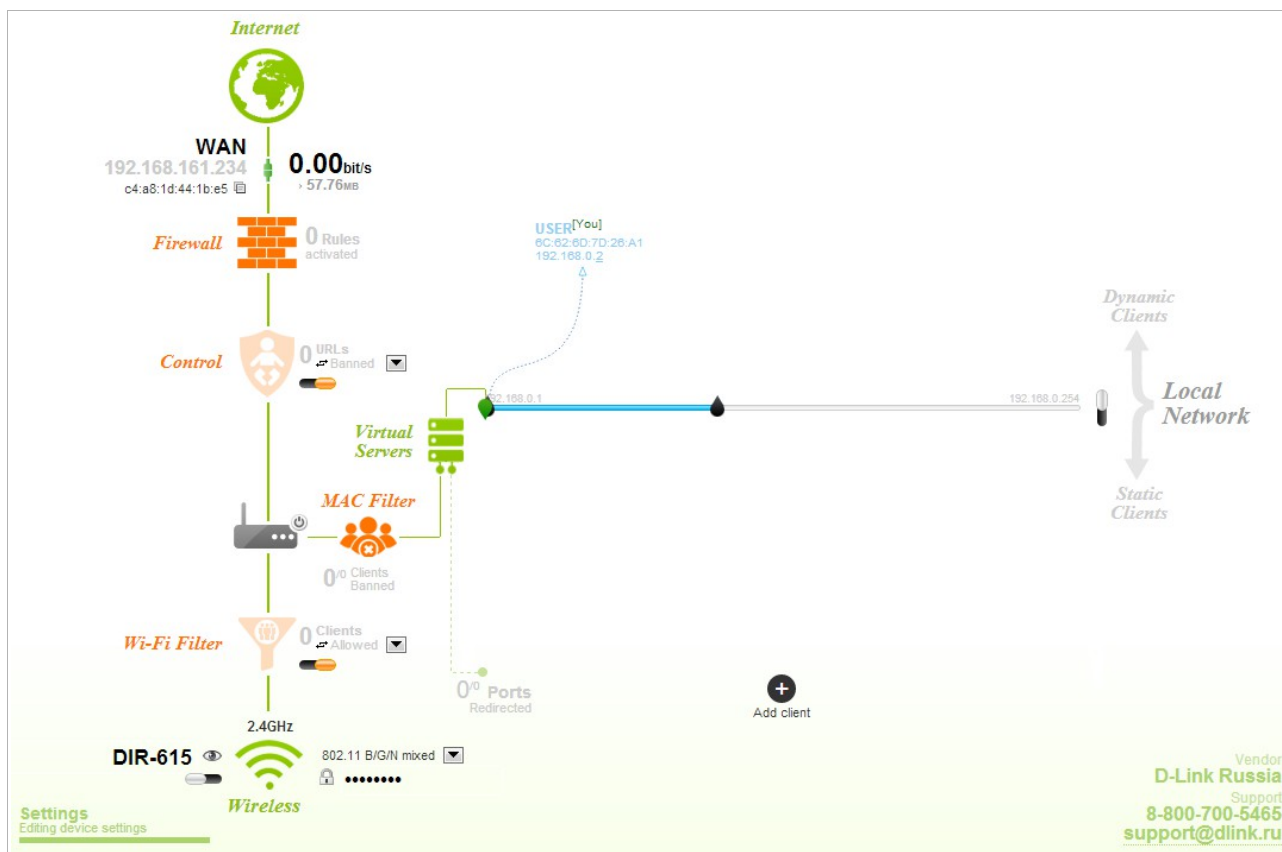 Internet
WAN
192.168.161.234
c4:a8:1d:44:1b:e5
0.00bit/s
› 57.76MB
Firewall
0 Rules
activated
USER[You]
6C:62:6D:7D:26:A1
192.168.0.2
Control
0 URLs
Banned
Virtual
Servers
92.168.0.1
192.168.0.254
Dynamic
Clients
Local
Network
Static
Clients
MAC Filter
0/0 Clients
Banned
Wi-Fi Filter
0 Clients
Allowed
0/0 Ports
Redirected
Add client
2.4GHz
DIR-615
802.11 B/G/N mixed
••••••••
Wireless
Settings
Editing device settings
Vendor
D-Link Russia
Support
8-800-700-5465
support@dlink.ru